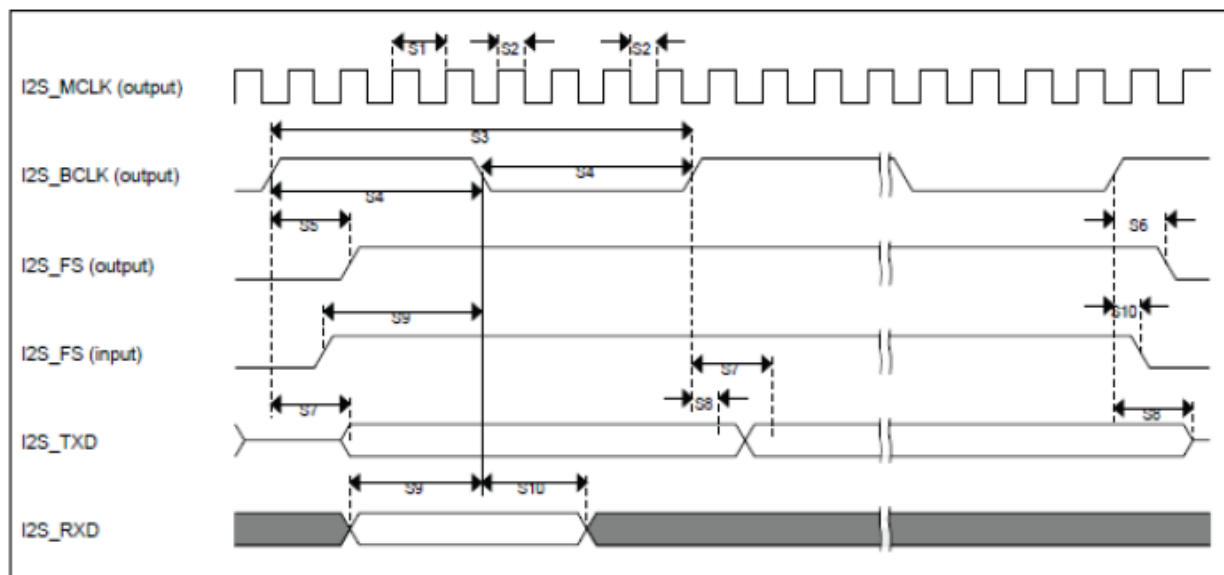 S1 S2 S2
I2S_MCLK (output)
S3
I2S_BCLK (output)
S4
S4
S5 S6
I2S_FS (output)
S9 S10
I2S_FS (input)
S7
S7 S8 S8
I2S_TXD
S9 S10
I2S_RXD